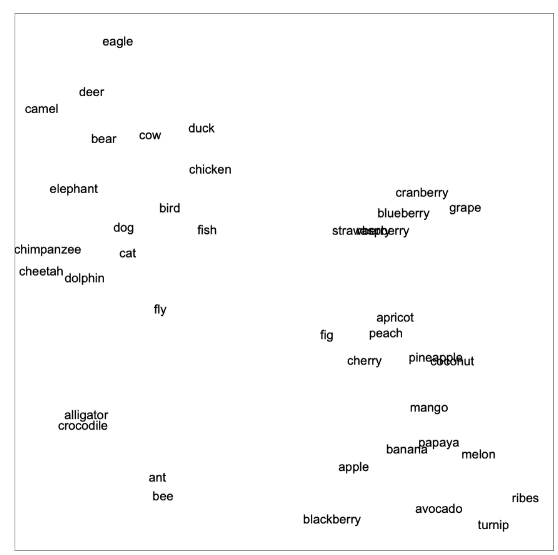 eagle
deer
camel
duck
cow
bear
chicken
elephant
cranberry
bird
grape
blueberry
dog
fish
strawberry
raspberry
chimpanzee
cat
cheetah
dolphin
fly
apricot
peach
fig
pineapple
cherry
coconut
mango
alligator
crocodile
papaya
banana
melon
apple
ant
bee
ribes
avocado
blackberry
turnip